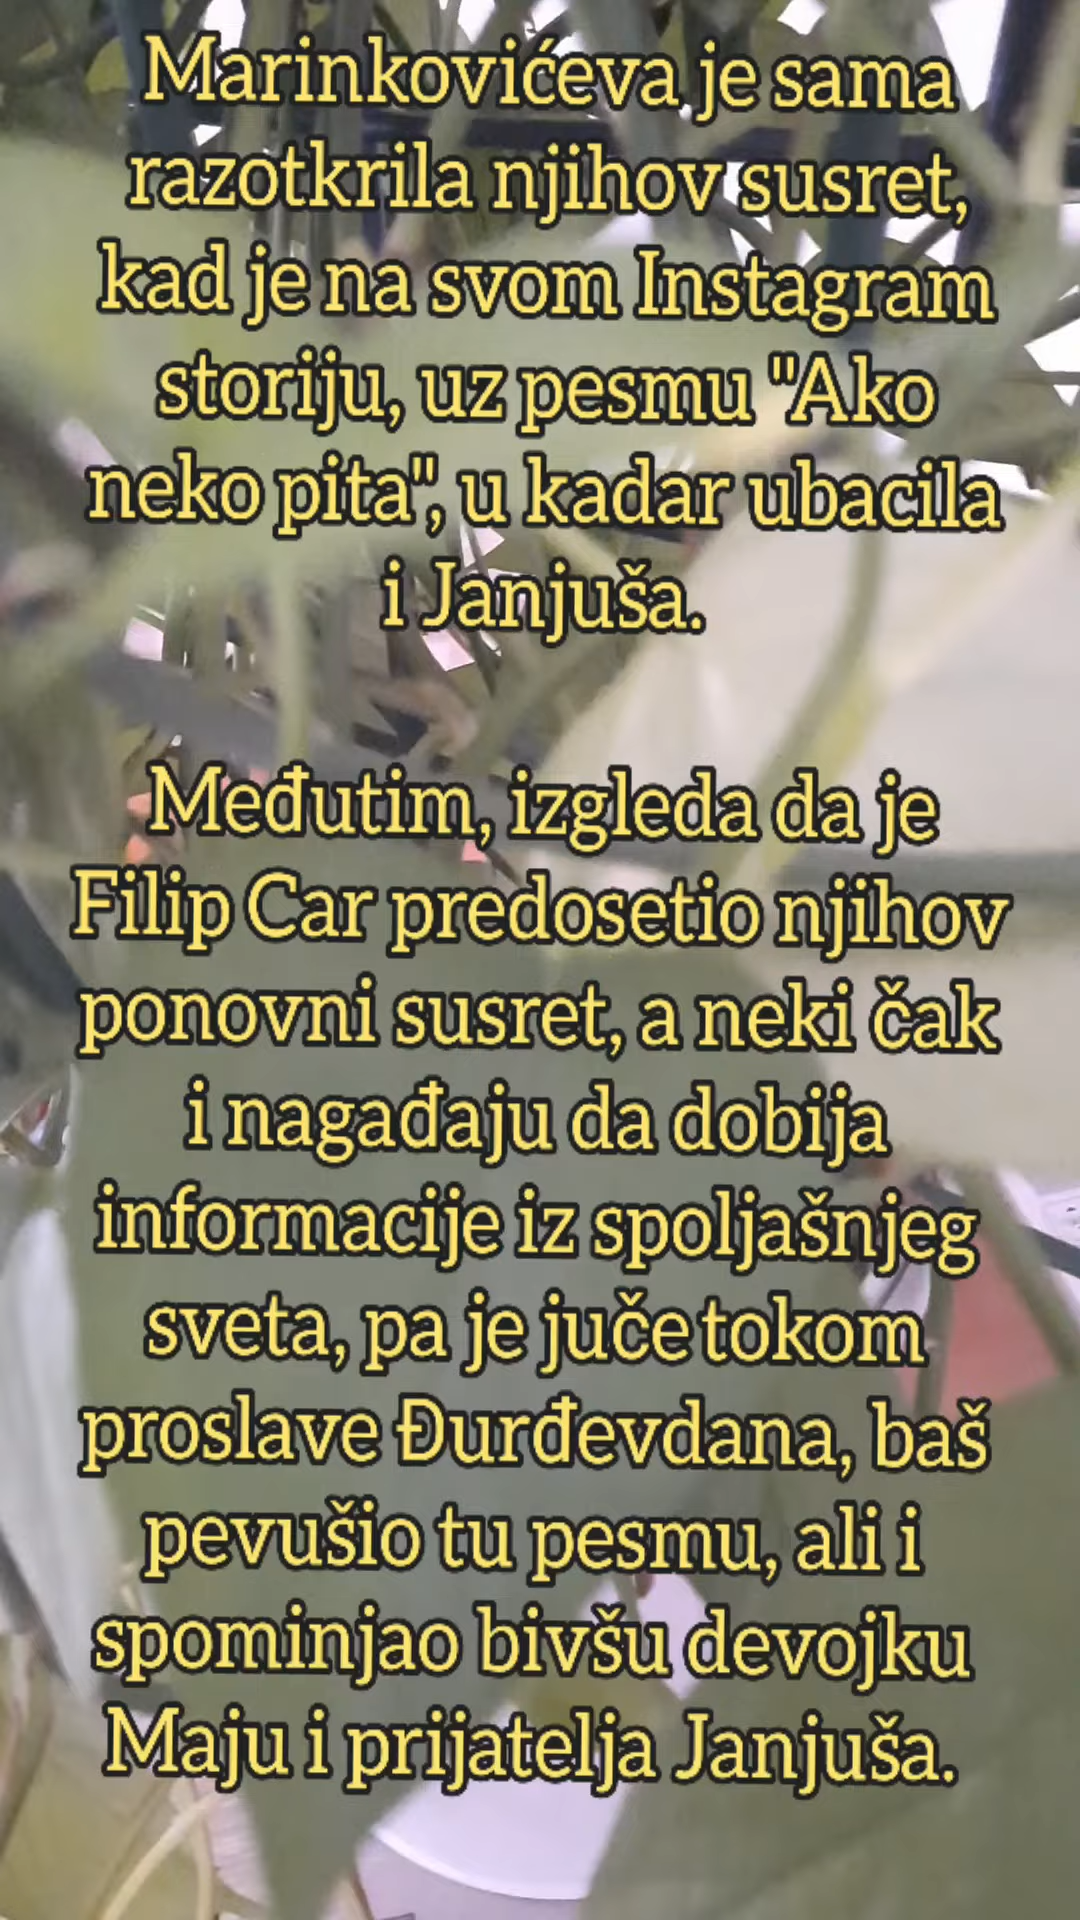 Marinkovićeva je sama
razotkrila njihov susret,
kad je na svom Instagram
storiju, uz pesmu "Ako
neko pita", u kadar ubacila
i Janjuša.
Međutim, izgleda da je
Filip Car predosetio njihov
ponovni susret, a neki čak
i nagađaju da dobija
informacije iz spoljašnjeg
sveta, pa je juče tokom
proslave Đurđevdana, baš
pevušio tu pesmu, ali i
spominjao bivšu devojku
Maju i prijatelja Janjuša.